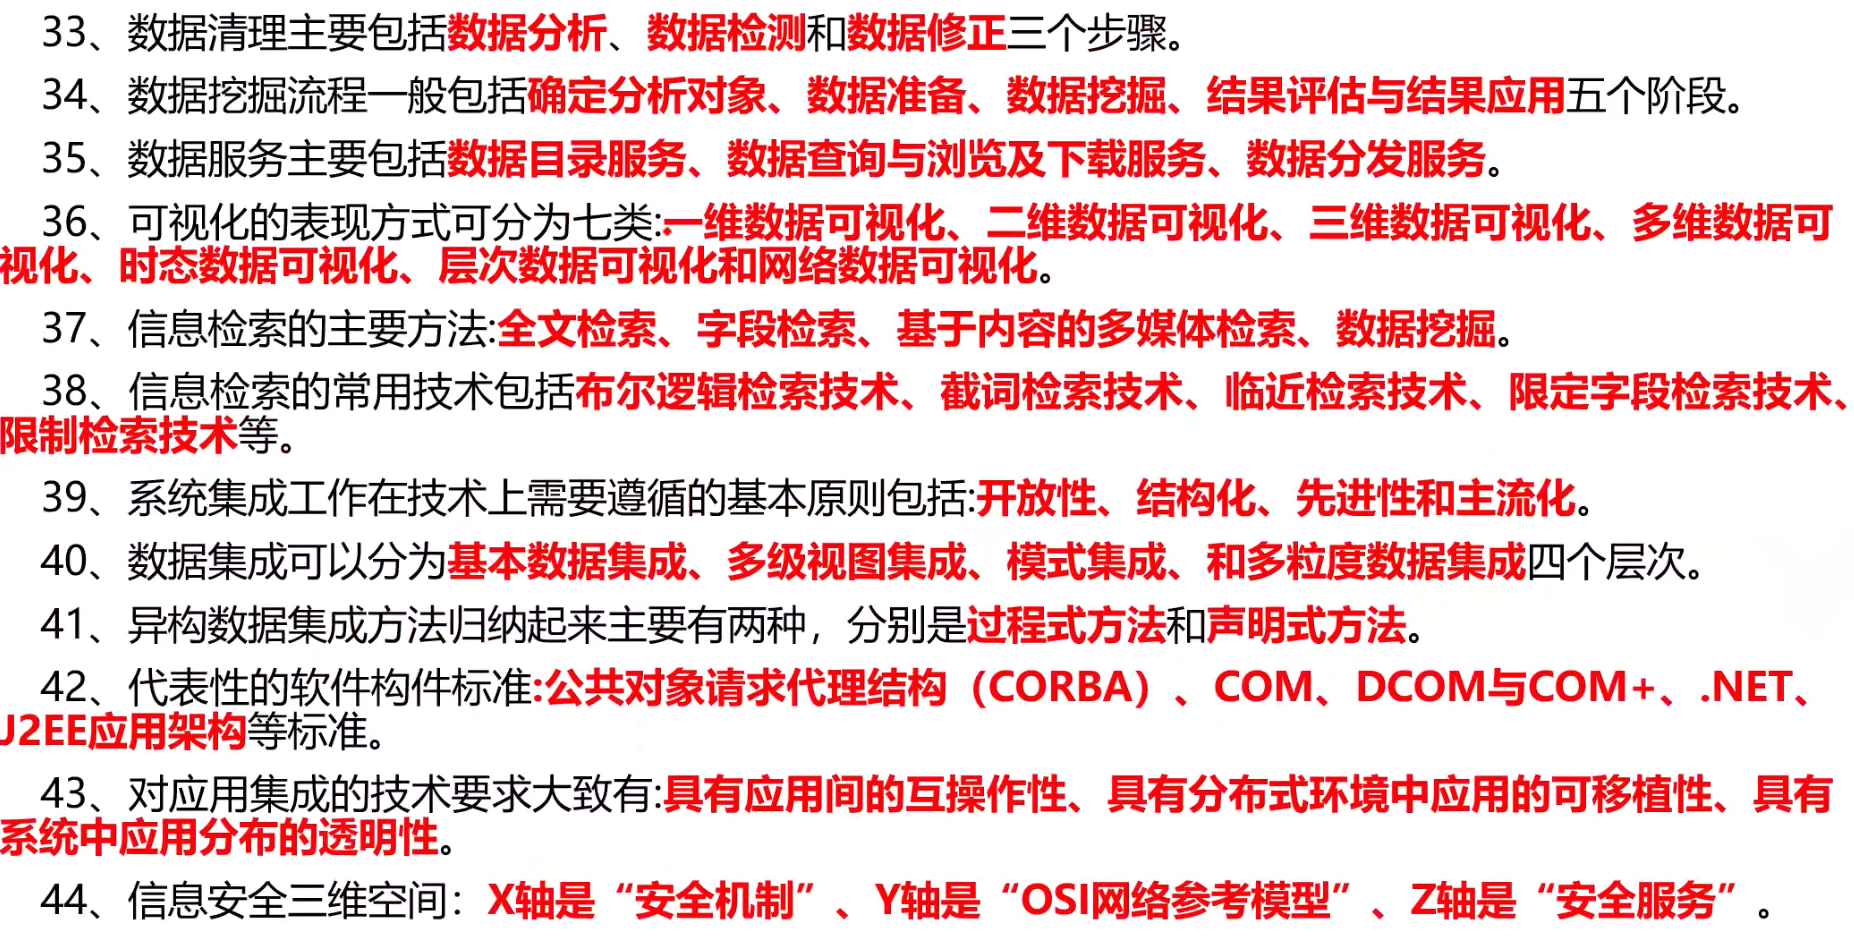 33、数据清理主要包括数据分析、数据检测和数据修正三个步骤。
34、数据挖掘流程一般包括确定分析对象、数据准备、数据挖掘、结果评估与结果应用五个阶段。
35、数据服务主要包括数据目录服务、数据查询与浏览及下载服务、数据分发服务。
36、可视化的表现方式可分为七类:一维数据可视化、二维数据可视化、三维数据可视化、多维数据可
视化、时态数据可视化、层次数据可视化和网络数据可视化。
37、信息检索的主要方法:全文检索、字段检索、基于内容的多媒体检索、数据挖掘。
38、信息检索的常用技术包括布尔逻辑检索技术、截词检索技术、临近检索技术、限定字段检索技术、
限制检索技术等。
39、系统集成工作在技术上需要遵循的基本原则包括:开放性、结构化、先进性和主流化。
40、数据集成可以分为基本数据集成、多级视图集成、模式集成、和多粒度数据集成四个层次。
41、异构数据集成方法归纳起来主要有两种，分别是过程式方法和声明式方法。
42、代表性的软件构件标准:公共对象请求代理结构（CORBA）、COM、DCOM与COM+、.NET、
J2EE应用架构等标准。
43、对应用集成的技术要求大致有:具有应用间的互操作性、具有分布式环境中应用的可移植性、具有
系统中应用分布的透明性。
44、信息安全三维空间：X轴是“安全机制”、Y轴是“OSI网络参考模型”、Z轴是“安全服务”。